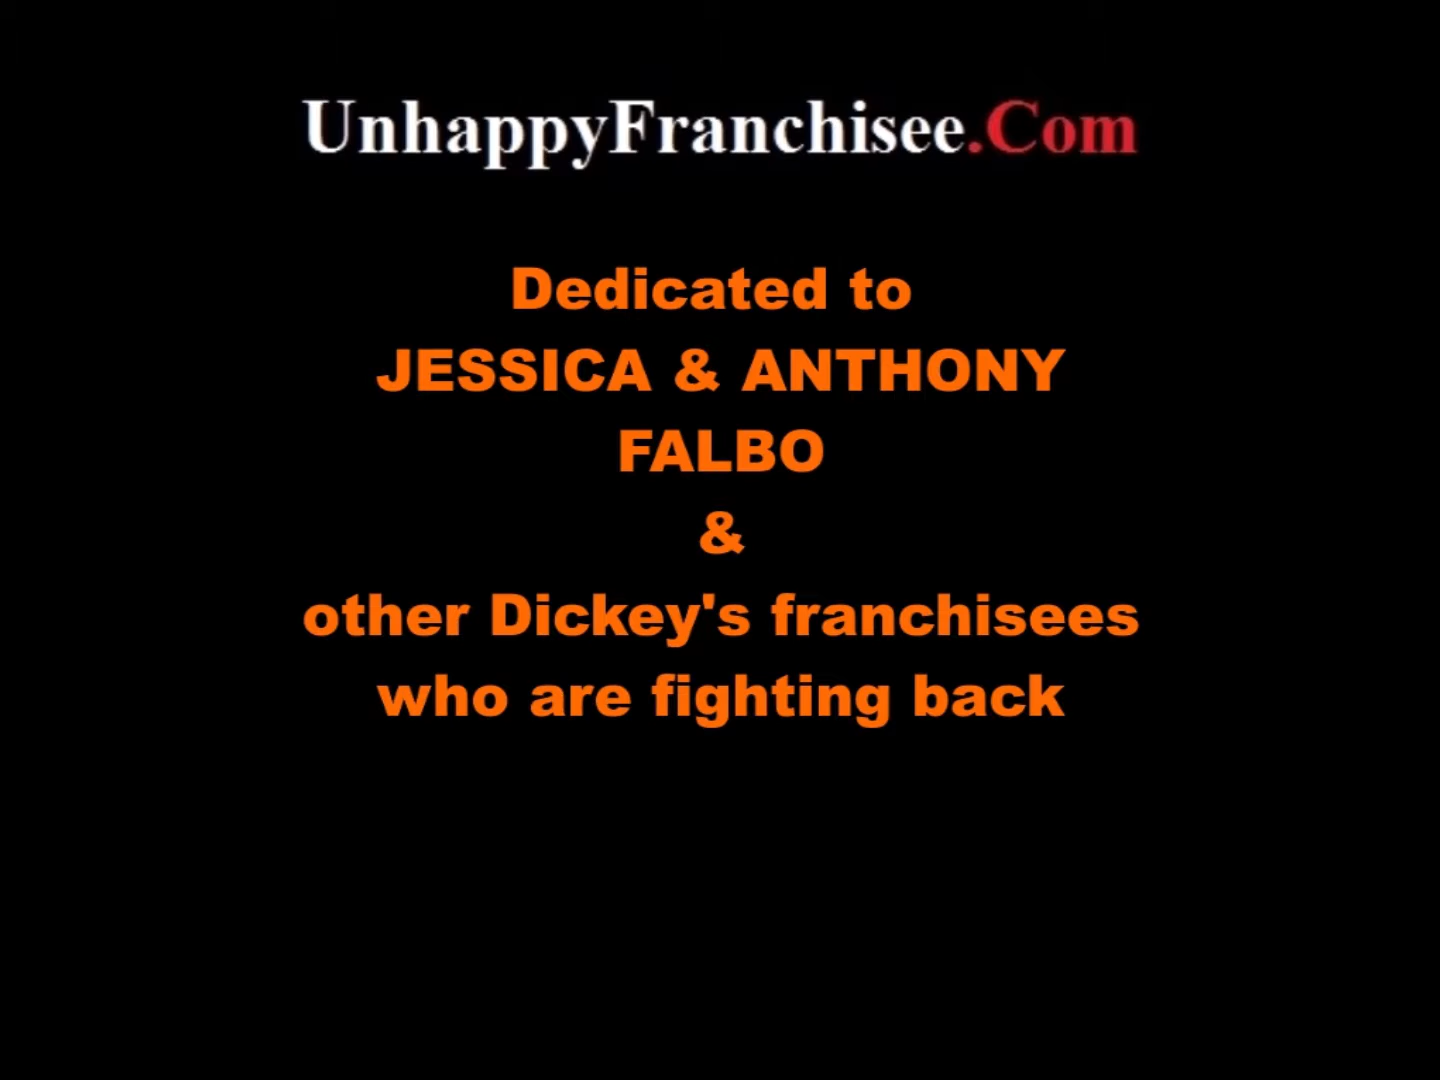 UnhappyFranchisee.Com
Dedicated to
JESSICA & ANTHONY
FALBO
&
other Dickey's franchisees
who are fighting back